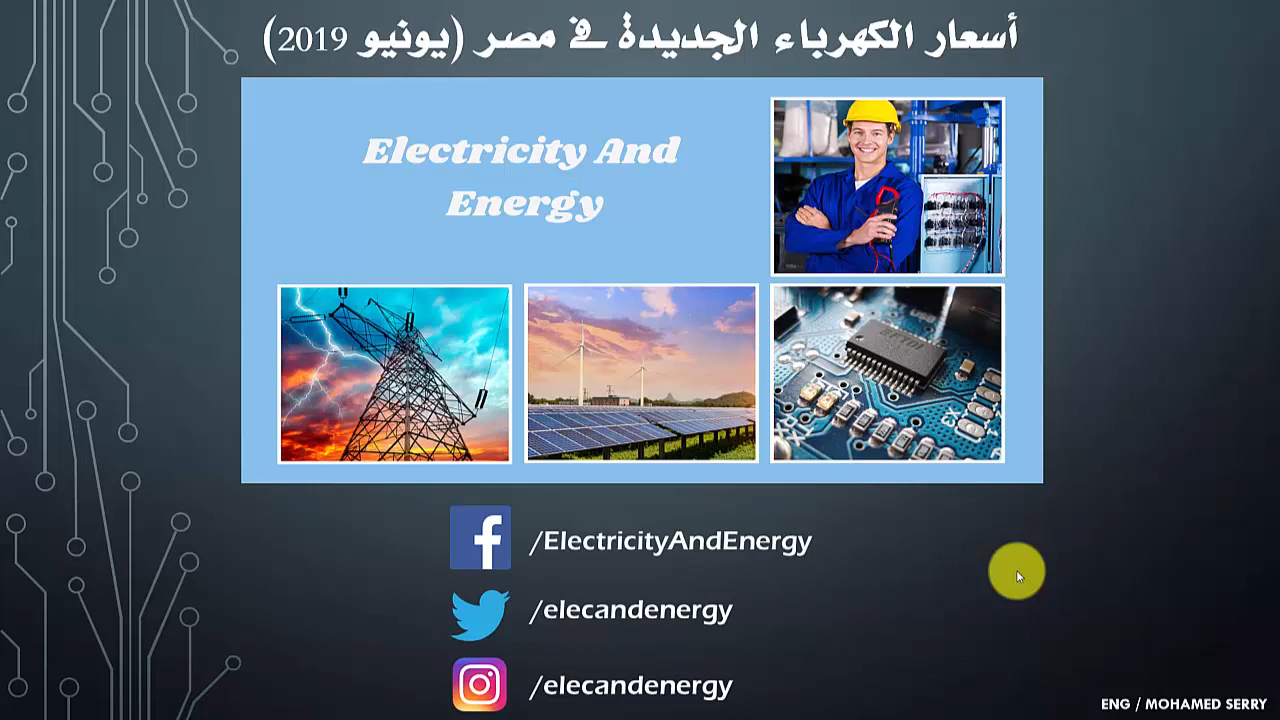 أسعار الكهرباء الجديدة في مصر (يونيو 2019)
Electricity And
Energy
/ElectricityAndEnergy
/elecandenergy
/elecandenergy
ENG / MOHAMED SERRY